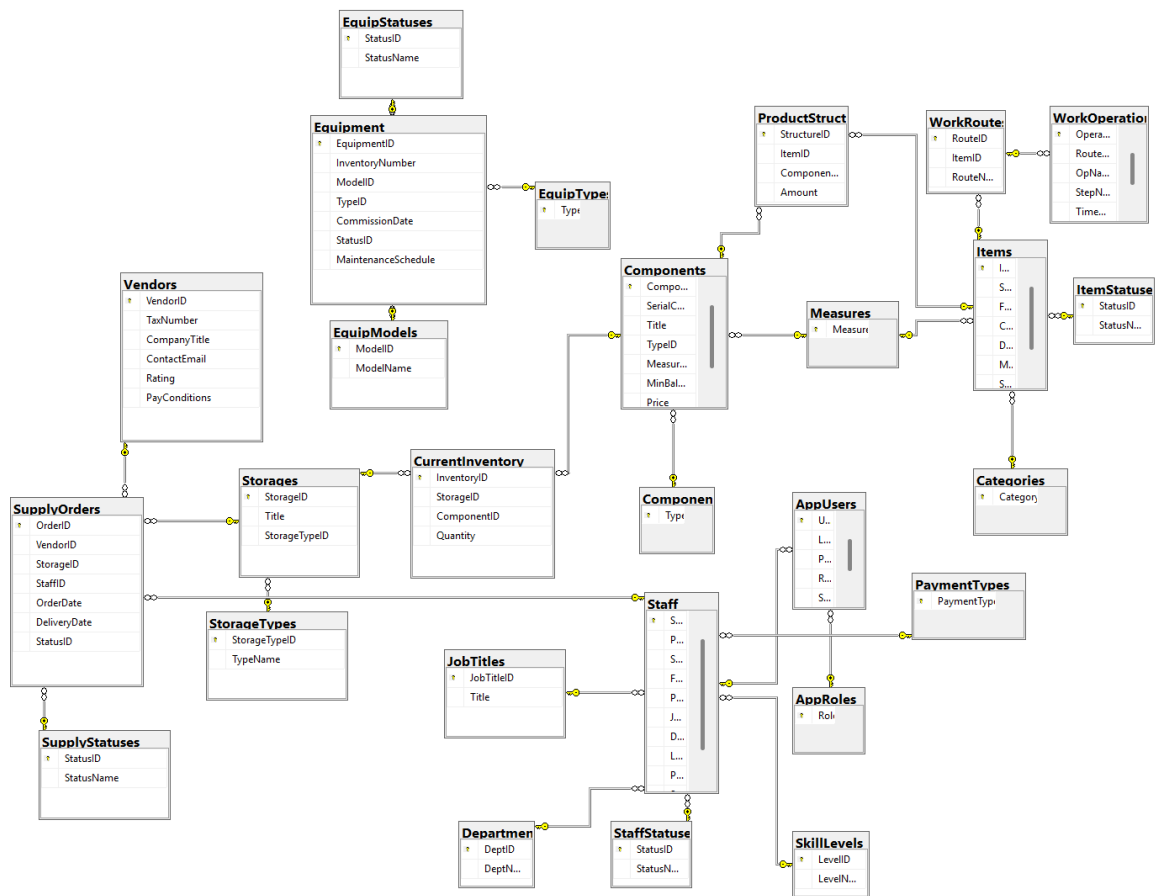 EquipStatuses
StatusID
StatusName
Equipment
EquipmentID
InventoryNumber
ModelID
TypeID
CommissionDate
StatusID
MaintenanceSchedule
EquipTypes
Type
EquipModels
ModelID
ModelName
Vendors
VendorID
TaxNumber
CompanyTitle
ContactEmail
Rating
PayConditions
ProductStruct
StructureID
ItemID
Componen...
Amount
WorkRoutes
RouteID
ItemID
RouteN...
WorkOperation
Opera...
Route...
OpNa...
StepN...
Time...
Components
Compo...
SerialC...
Title
TypeID
Measur...
MinBal...
Price
Measures
Measure
Items
I...
S...
F...
C...
D...
M...
S...
ItemStatuse
StatusID
StatusN...
Categories
Category
Componen
Type
CurrentInventory
InventoryID
StorageID
ComponentID
Quantity
Storages
StorageID
Title
StorageTypeID
StorageTypes
StorageTypeID
TypeName
SupplyOrders
OrderID
VendorID
StorageID
StaffID
OrderDate
DeliveryDate
StatusID
SupplyStatuses
StatusID
StatusName
AppUsers
U...
L...
P...
R...
S...
AppRoles
Role
PaymentTypes
PaymentType
Staff
S...
P...
S...
F...
P...
J...
D...
L...
P...
JobTitles
JobTitleID
Title
Departmen
DeptID
DeptN...
StaffStatuse
StatusID
StatusN...
SkillLevels
LevelID
LevelN...